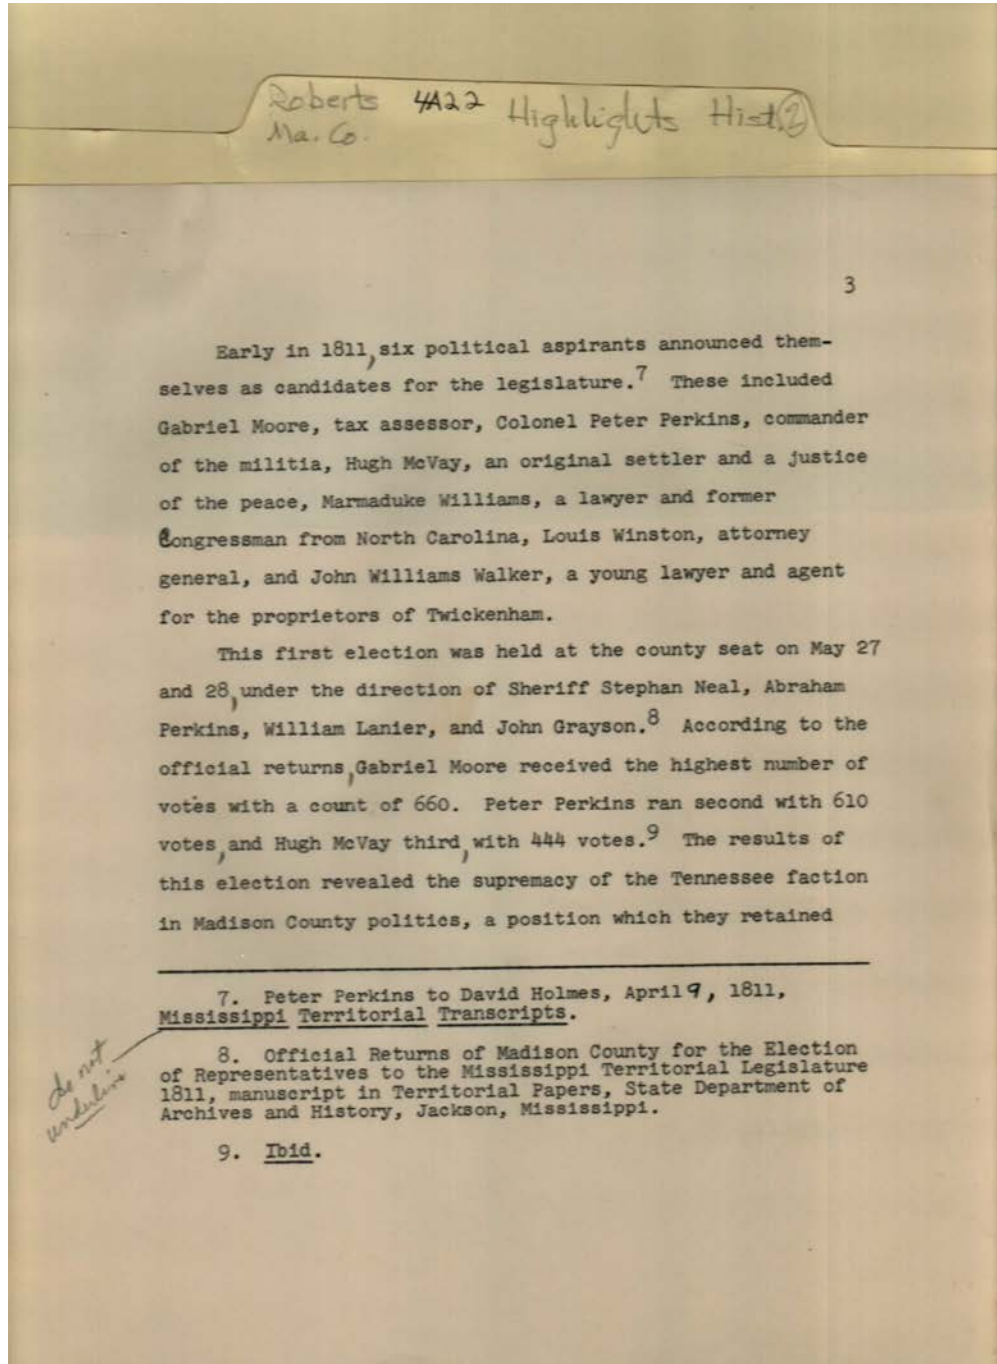 Roberts 4A22 Highlights Hist. 2
Ma. Co.
3
Early in 1811, six political aspirants announced them-
selves as candidates for the legislature.7 These included
Gabriel Moore, tax assessor, Colonel Peter Perkins, commander
of the militia, Hugh McVay, an original settler and a justice
of the peace, Marmaduke Williams, a lawyer and former
Congressman from North Carolina, Louis Winston, attorney
general, and John Williams Walker, a young lawyer and agent
for the proprietors of Twickenham.
This first election was held at the county seat on May 27
and 28, under the direction of Sheriff Stephan Neal, Abraham
Perkins, William Lanier, and John Grayson.8 According to the
official returns, Gabriel Moore received the highest number of
votes with a count of 660. Peter Perkins ran second with 610
votes, and Hugh McVay third, with 444 votes.9 The results of
this election revealed the supremacy of the Tennessee faction
in Madison County politics, a position which they retained
7. Peter Perkins to David Holmes, April 9, 1811,
Mississippi Territorial Transcripts.
do not
underline
8. Official Returns of Madison County for the Election
of Representatives to the Mississippi Territorial Legislature
1811, manuscript in Territorial Papers, State Department of
Archives and History, Jackson, Mississippi.
9. Ibid.